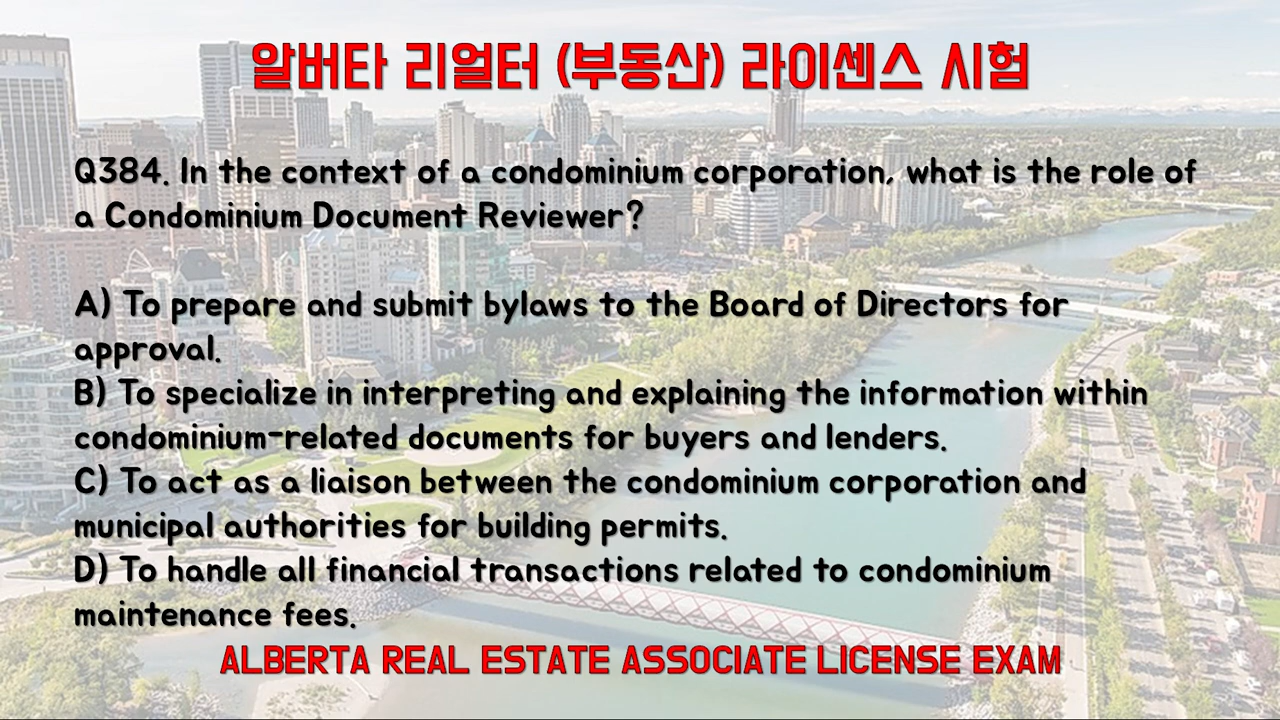 알버타 리얼터 (부동산) 라이센스 시험
Q384. In the context of a condominium corporation, what is the role of
a Condominium Document Reviewer?
A) To prepare and submit bylaws to the Board of Directors for
approval.
B) To specialize in interpreting and explaining the information within
condominium-related documents for buyers and lenders.
C) To act as a liaison between the condominium corporation and
municipal authorities for building permits.
D) To handle all financial transactions related to condominium
maintenance fees.
ALBERTA REAL ESTATE ASSOCIATE LICENSE EXAM